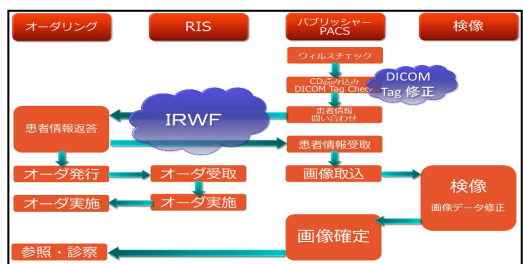 オーダリング
RIS
パブリッシャー
PACS
検像
ウィルスチェック
CD読み込み
DICOM Tag Check
DICOM
Tag 修正
患者情報
問い合わせ
IRWF
患者情報返答
患者情報受取
オーダ発行
オーダ受取
画像取込
検像
画像データ修正
オーダ実施
オーダ実施
画像確定
参照・診察